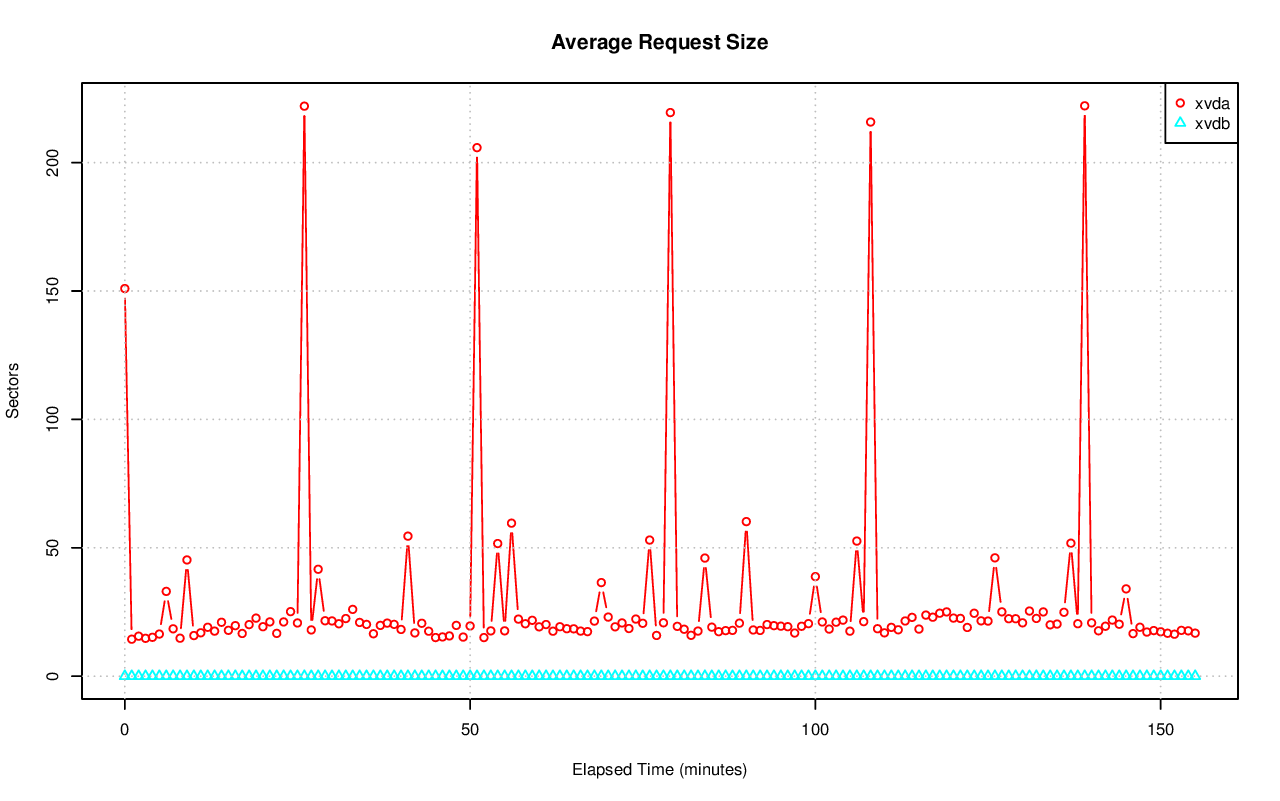 Average Request Size
xvda
xvdb
Sectors
200
150
100
50
0
0 50 100 150
Elapsed Time (minutes)